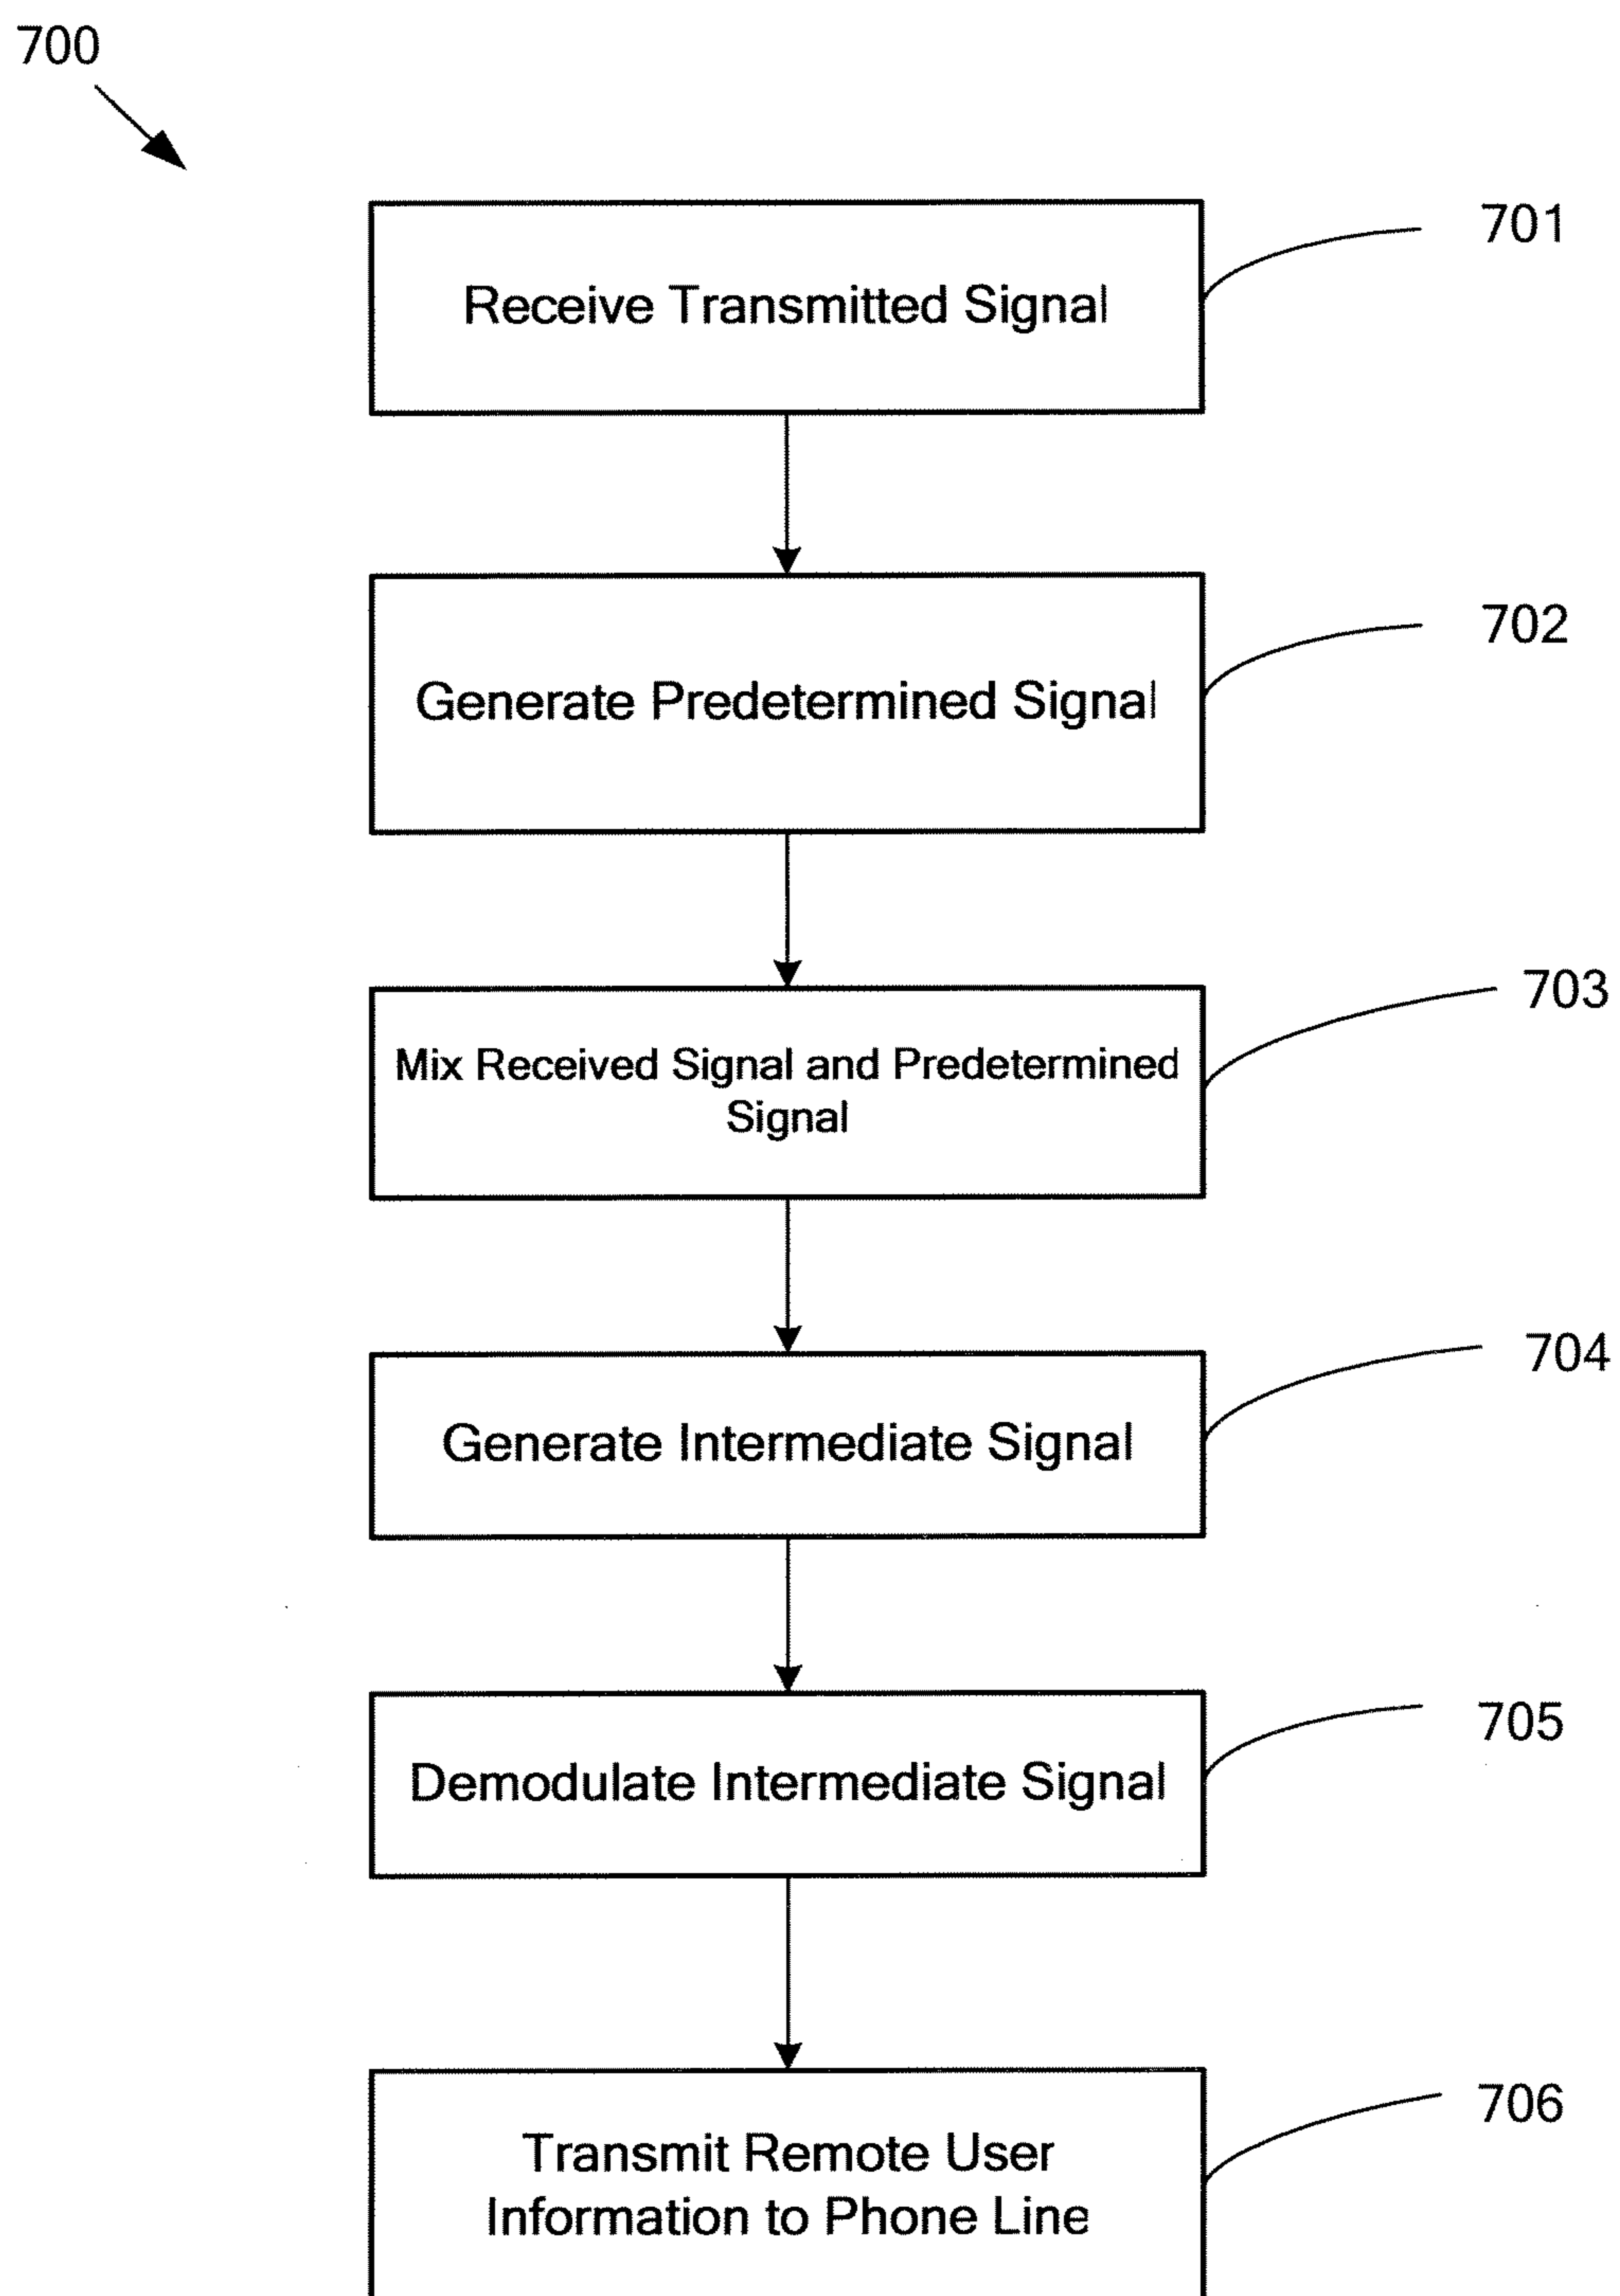 700
701
Receive Transmitted Signal
702
Generate Predetermined Signal
703
Mix Received Signal and Predetermined
Signal
704
Generate Intermediate Signal
705
Demodulate Intermediate Signal
706
Transmit Remote User
Information to Phone Line